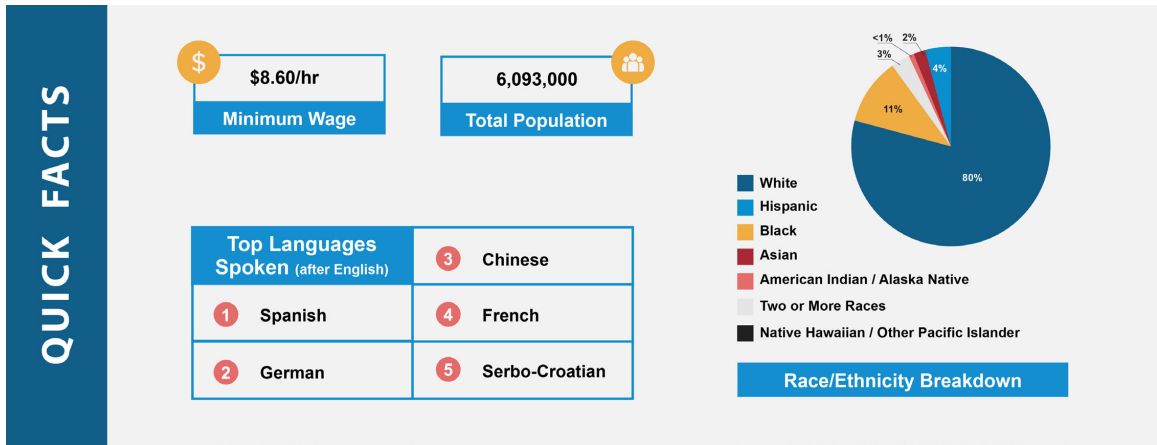 QUICK FACTS
$
$8.60/hr
Minimum Wage
6,093,000
Total Population
Top Languages
Spoken (after English)
1 Spanish
2 German
3 Chinese
4 French
5 Serbo-Croatian
<1% 2%
3%
4%
11%
80%
White
Hispanic
Black
Asian
American Indian / Alaska Native
Two or More Races
Native Hawaiian / Other Pacific Islander
Race/Ethnicity Breakdown